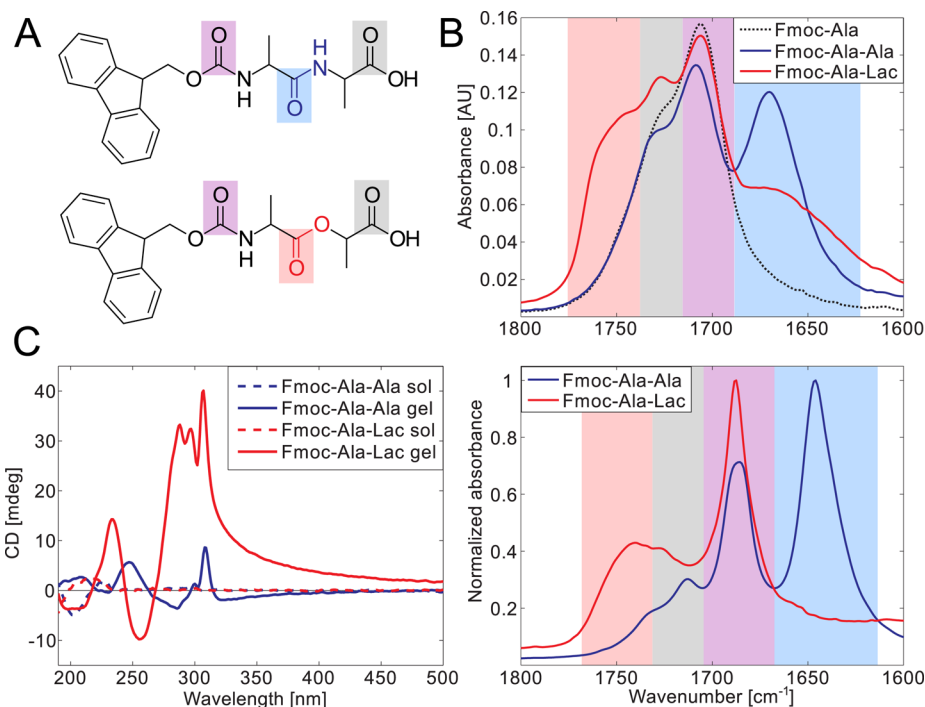 A
O
O
N
H
O
H
N
O
OH
O
O
N
H
O
O
O
OH
B
0.16
0.14
0.12
0.1
0.08
0.06
0.04
0.02
Absorbance [AU]
Fmoc-Ala
Fmoc-Ala-Ala
Fmoc-Ala-Lac
1800
1750
1700
1650
1600
C
40
30
20
10
0
-10
CD [mdeg]
Fmoc-Ala-Ala sol
Fmoc-Ala-Ala gel
Fmoc-Ala-Lac sol
Fmoc-Ala-Lac gel
200 250 300 350 400 450 500
Wavelength [nm]
1
0.8
0.6
0.4
0.2
Normalized absorbance
Fmoc-Ala-Ala
Fmoc-Ala-Lac
1800 1750 1700 1650 1600
Wavenumber [cm⁻¹]